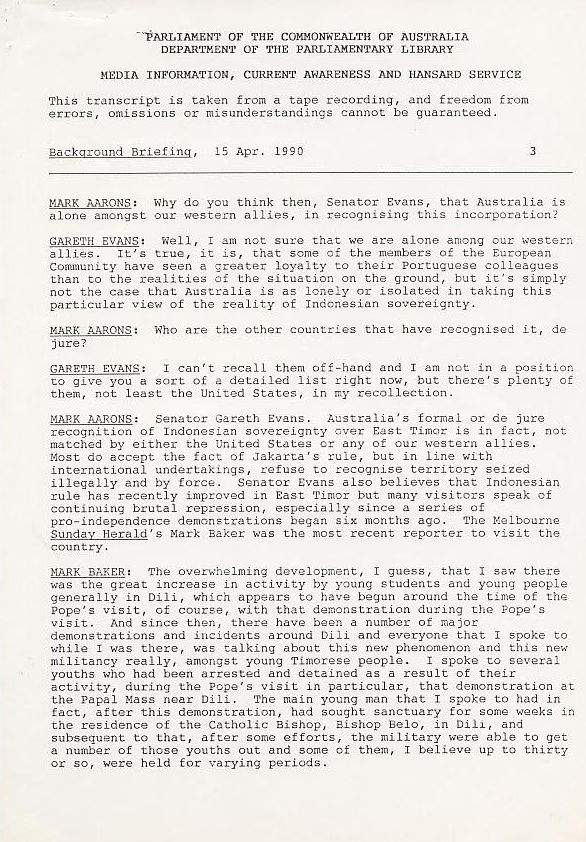 PARLIAMENT OF THE COMMONWEALTH OF AUSTRALIA
DEPARTMENT OF THE PARLIAMENTARY LIBRARY
MEDIA INFORMATION, CURRENT AWARENESS AND HANSARD SERVICE
This transcript is taken from a tape recording, and freedom from
errors, omissions or misunderstandings cannot be guaranteed.
Background Briefing, 15 Apr. 1990 3
MARK AARONS: Why do you think then, Senator Evans, that Australia is
alone amongst our western allies, in recognising this incorporation?
GARETH EVANS: Well, I am not sure that we are alone among our western
allies. It's true, it is, that some of the members of the European
Community have seen a greater loyalty to their Portuguese colleagues
than to the realities of the situation on the ground, but it's simply
not the case that Australia is as lonely or isolated in taking this
particular view of the reality of Indonesian sovereignty.
MARK AARONS: Who are the other countries that have recognised it, de
jure?
GARETH EVANS: I can't recall them off-hand and I am not in a position
to give you a sort of a detailed list right now, but there's plenty of
them, not least the United States, in my recollection.
MARK AARONS: Senator Gareth Evans. Australia's formal or de jure
recognition of Indonesian sovereignty over East Timor is in fact, not
matched by either the United States or any of our western allies.
Most do accept the fact of Jakarta's rule, but in line with
international undertakings, refuse to recognise territory seized
illegally and by force. Senator Evans also believes that Indonesian
rule has recently improved in East Timor but many visitors speak of
continuing brutal repression, especially since a series of
pro-independence demonstrations began six months ago. The Melbourne
Sunday Herald's Mark Baker was the most recent reporter to visit the
country.
MARK BAKER: The overwhelming development, I guess, that I saw there
was the great increase in activity by young students and young people
generally in Dili, which appears to have begun around the time of the
Pope's visit, of course, with that demonstration during the Pope's
visit. And since then, there have been a number of major
demonstrations and incidents around Dili and everyone that I spoke to
while I was there, was talking about this new phenomenon and this new
militancy really, amongst young Timorese people. I spoke to several
youths who had been arrested and detained as a result of their
activity, during the Pope's visit in particular, that demonstration at
the Papal Mass near Dili. The main young man that I spoke to had in
fact, after this demonstration, had sought sanctuary for some weeks in
the residence of the Catholic Bishop, Bishop Belo, in Dili, and
subsequent to that, after some efforts, the military were able to get
a number of those youths out and some of them, I believe up to thirty
or so, were held for varying periods.